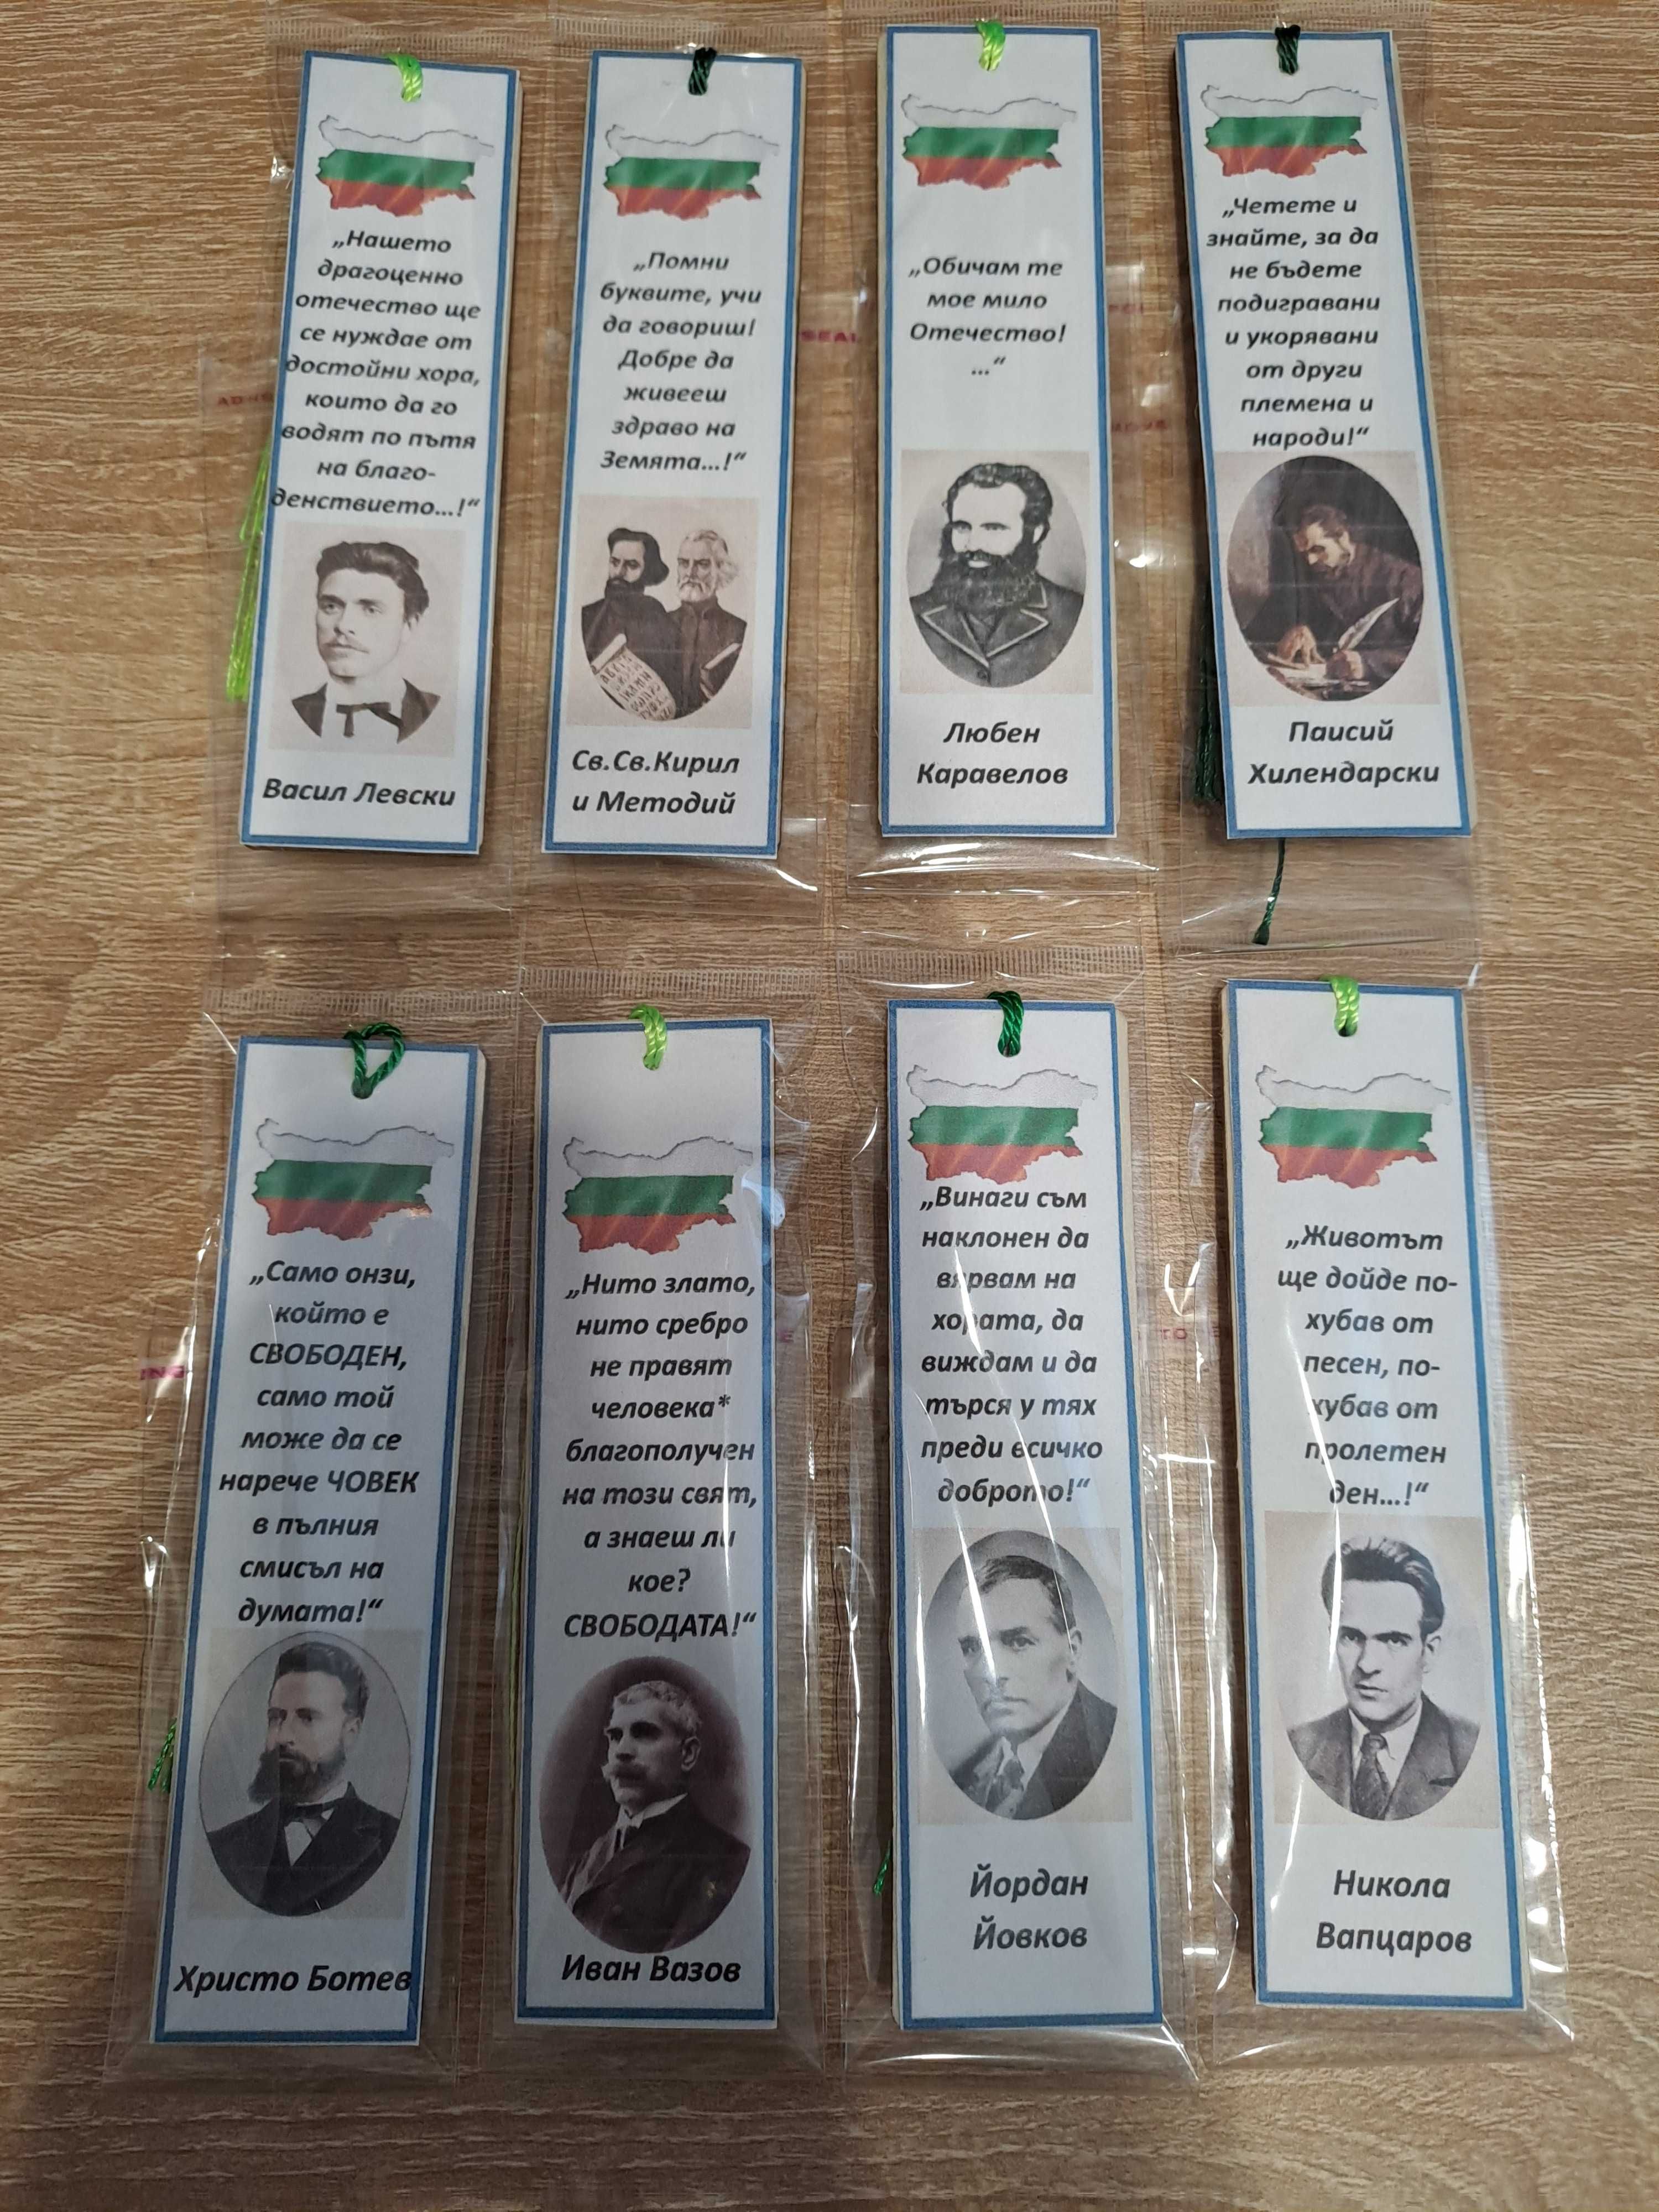 „Нашето
драгоценно
отечество ще
се нуждае от
достойни хора,
които да го
водят по пътя
на благо-
денствието...!“
Васил Левски
„Помни
буквите, учи
да говориш!
Добре да
живееш
здраво на
Земята...!“
Св.Св.Кирил
и Методий
„Обичам те
мое мило
Отечество!
...“
Любен
Каравелов
„Четете и
знайте, за да
не бъдете
подигравани
и укорявани
от други
племена и
народи!“
Паисий
Хилендарски
„Само онзи,
който е
СВОБОДЕН,
само той
може да се
нарече ЧОВЕК
в пълния
смисъл на
думата!“
Христо Ботев
„Нито злато,
нито сребро
не правят
человека*
благополучен
на този свят,
а знаеш ли
кое?
СВОБОДАТА!“
Иван Вазов
„Винаги съм
наклонен да
вярвам на
хората, да
виждам и да
търся у тях
преди всичко
доброто!“
Йордан
Йовков
„Животът
ще дойде по-
хубав от
песен, по-
хубав от
пролетен
ден...!“
Никола
Вапцаров